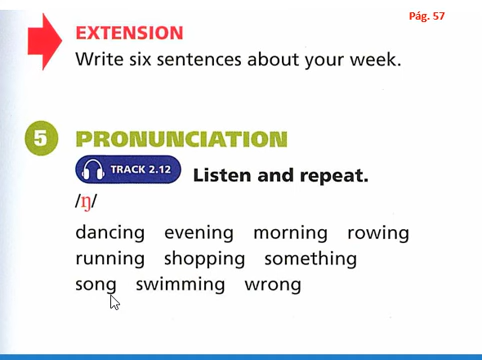 Pág. 57
EXTENSION
Write six sentences about your week.
5 PRONUNCIATION
TRACK 2.12 Listen and repeat.
/ŋ/
dancing evening morning rowing
running shopping something
song swimming wrong